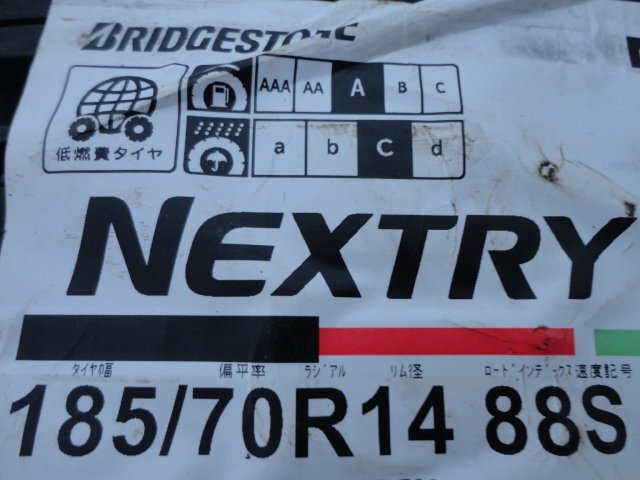 BRIDGESTONE
AAA AA A B C
低燃費タイヤ
a b C d
NEXTRY
タイヤ幅 偏平率 ラジアル リム径 ロードインデックス 速度記号
185/70R14 88S